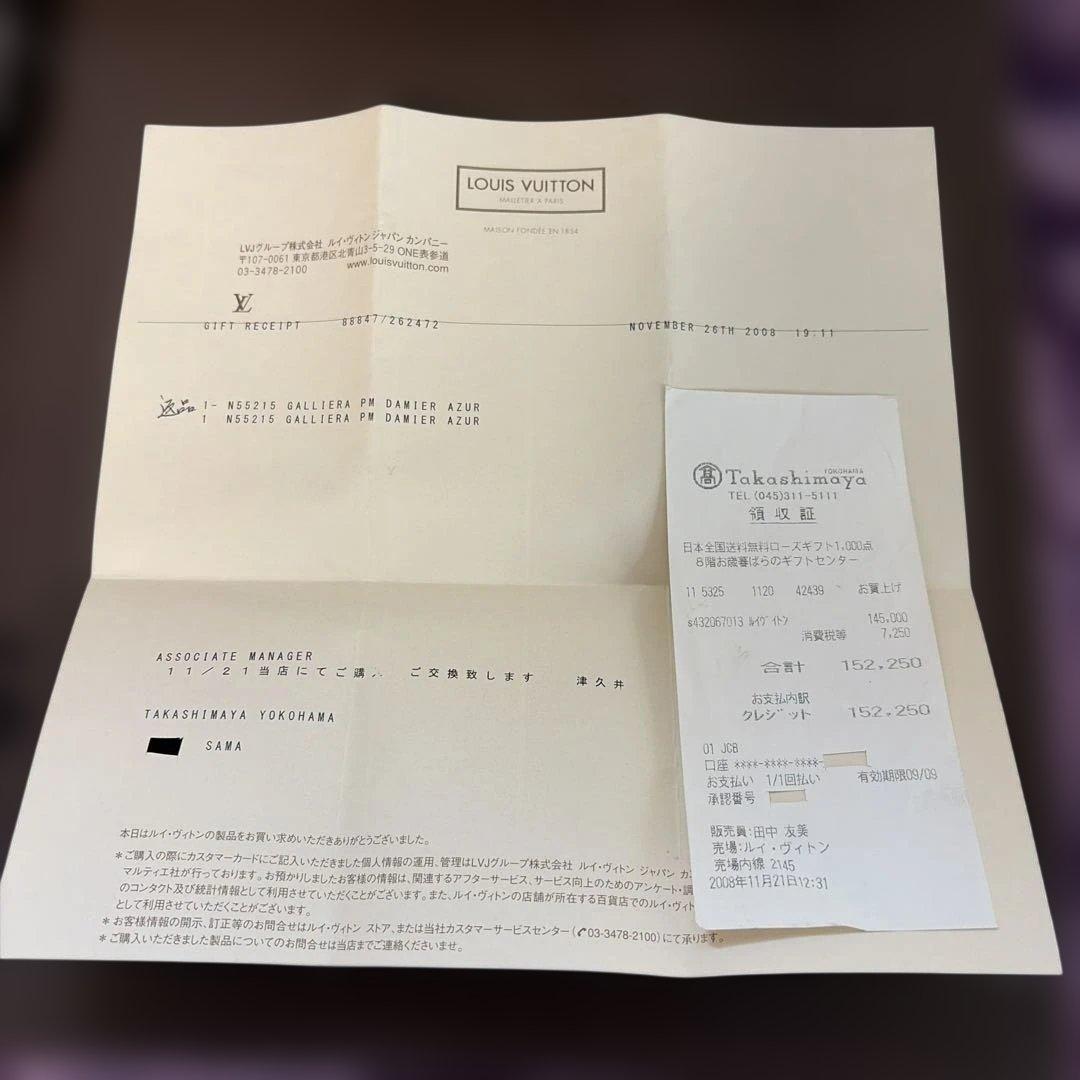 LOUIS VUITTON
MALLETIER A PARIS
MAISON FONDÉE EN 1854
LVJグループ株式会社 ルイ・ヴィトン ジャパン カンパニー
〒107-0061 東京都港区北青山3-5-29 ONE表参道
03-3478-2100 www.louisvuitton.com
LV
GIFT RECEIPT 88847/262472 NOVEMBER 26TH 2008 19:11
返品 1- N55215 GALLIERA PM DAMIER AZUR
1 N55215 GALLIERA PM DAMIER AZUR
ASSOCIATE MANAGER
11/21当店にてご購 ご交換致します 津久井
TAKASHIMAYA YOKOHAMA
SAMA
本日はルイ・ヴィトンの製品をお買い求めいただきありがとうございました。
*ご購入の際にカスタマーカードにご記入いただきました個人情報の運用、管理はLVJグループ株式会社 ルイ・ヴィトン ジャパン カ
マルティエ社が行っております。お預かりしましたお客様の情報は、関連するアフターサービス、サービス向上のためのアンケート・調
のコンタクト及び統計情報として利用させていただくことがございます。また、ルイ・ヴィトンの店舗が所在する百貨店でのルイ・ヴィト
として利用させていただくことがございます。
*お客様情報の開示、訂正等のお問合せはルイ・ヴィトン ストア、または当社カスタマーサービスセンター(✆03-3478-2100)にて承ります。
*ご購入いただきました製品についてのお問合せは当店までご連絡くださいませ。
髙 Takashimaya YOKOHAMA
TEL (045)311-5111
領収証
日本全国送料無料ローズギフト1,000点
8階お歳暮ばらのギフトセンター
11 5325 1120 42439 お買上げ
s432067013 ルイヴィトン 145,000
消費税等 7,250
合計 152,250
お支払内訳
クレジット 152,250
01 JCB
口座 ****-****-****-
お支払い 1/1回払い 有効期限09/09
承認番号
販売員:田中 友美
売場:ルイ・ヴィトン
売場内線 2145
2008年11月21日12:31